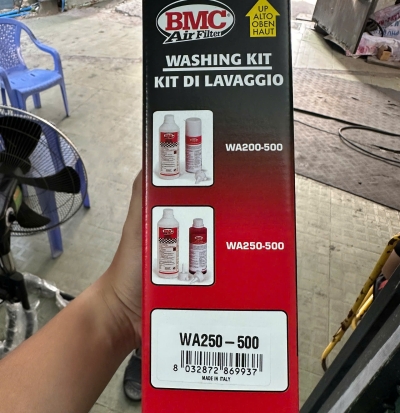 BMC®
Air Filter
UP
ALTO
OBEN
HAUT
WASHING KIT
KIT DI LAVAGGIO
WA200-500
WA250-500
WA250-500
8 032872 869937
MADE IN ITALY